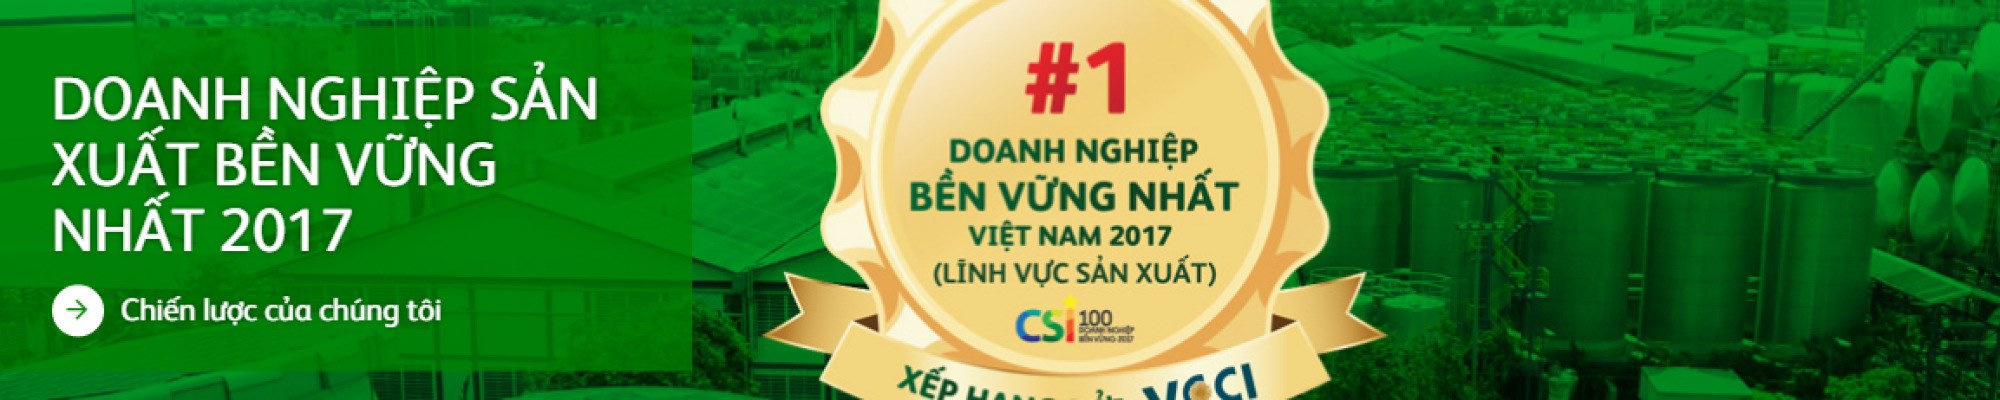 DOANH NGHIỆP SẢN
XUẤT BỀN VỮNG
NHẤT 2017
Chiến lược của chúng tôi
#1
DOANH NGHIỆP
BỀN VỮNG NHẤT
VIỆT NAM 2017
(LĨNH VỰC SẢN XUẤT)
CSi 100
DOANH NGHIỆP
BỀN VỮNG 2017
XẾP HẠNG VCCI